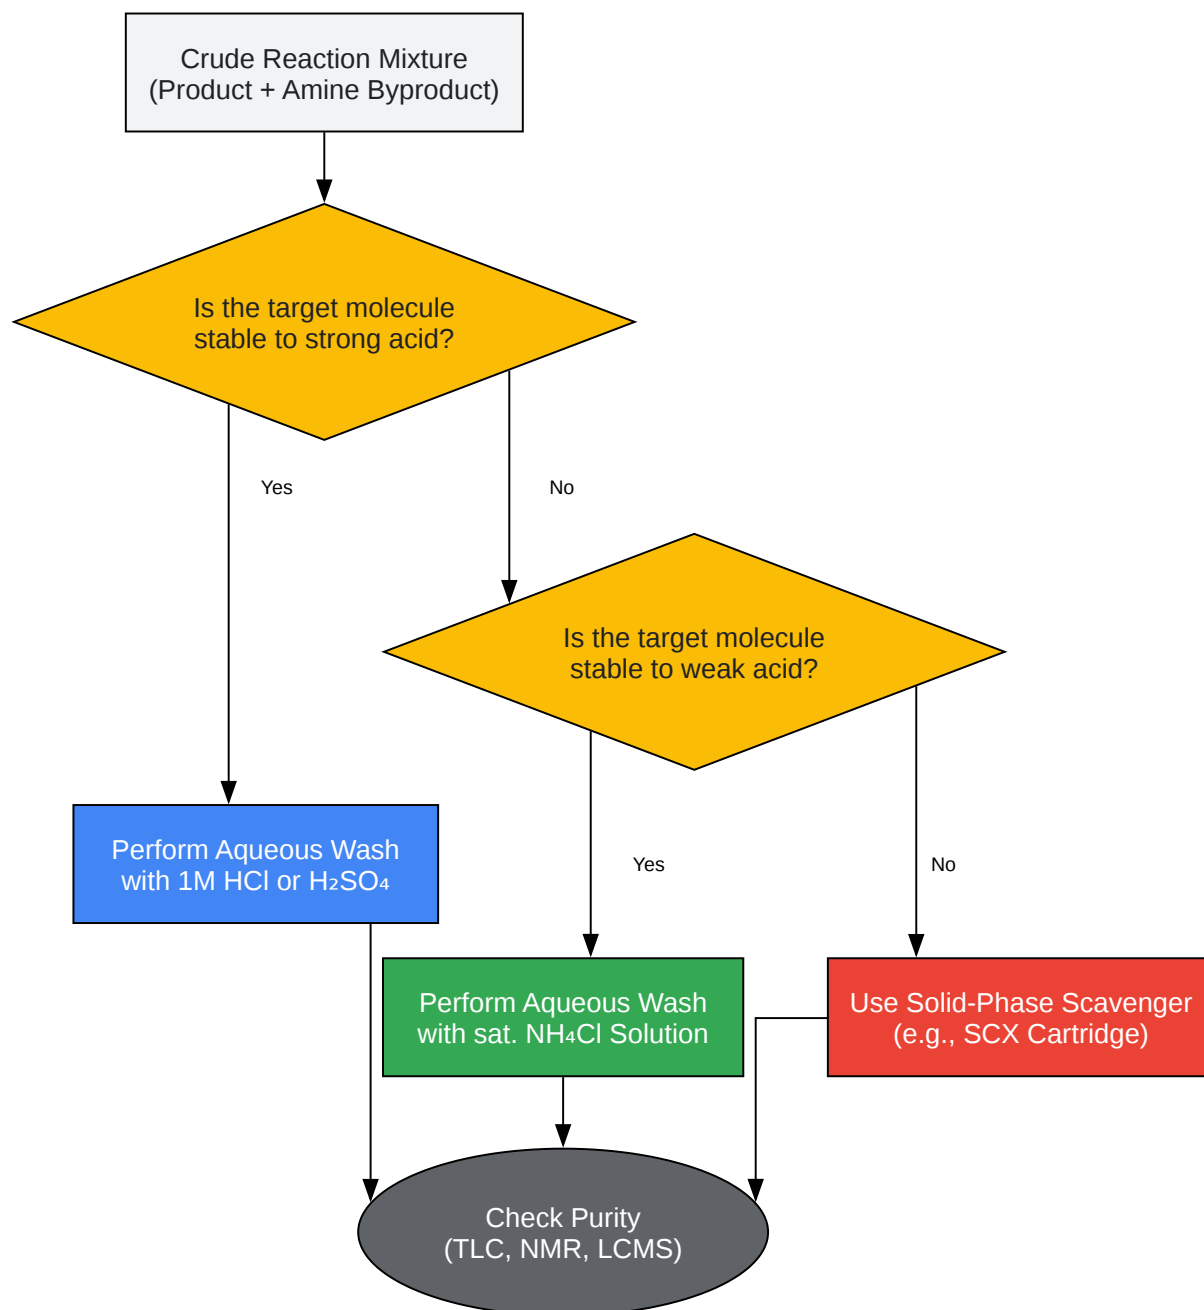 Crude Reaction Mixture
(Product + Amine Byproduct)
Is the target molecule
stable to strong acid?
Yes
No
Is the target molecule
stable to weak acid?
Perform Aqueous Wash
with 1M HCl or H₂SO₄
Yes
No
Perform Aqueous Wash
with sat. NH₄Cl Solution
Use Solid-Phase Scavenger
(e.g., SCX Cartridge)
Check Purity
(TLC, NMR, LCMS)